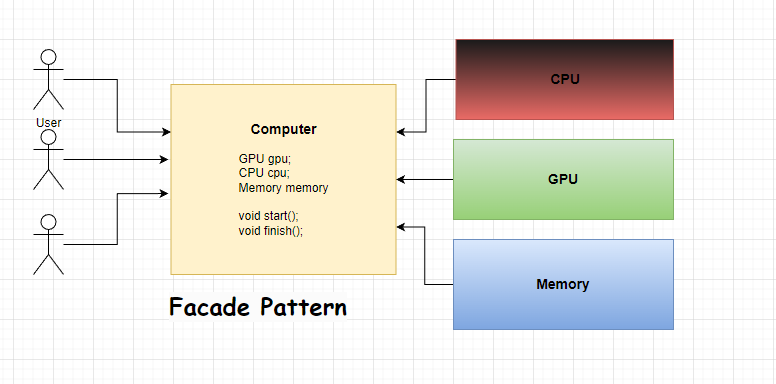 User
Computer
GPU gpu;
CPU cpu;
Memory memory
void start();
void finish();
Facade Pattern
CPU
GPU
Memory